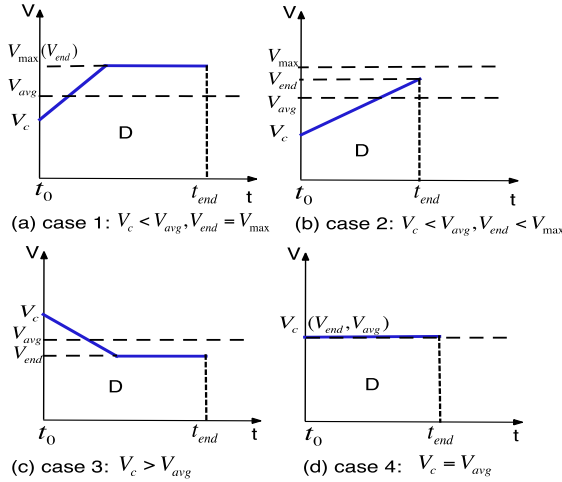 V
V_max (V_end)
V_avg
V_c
D
t_0
t_end
t
(a) case 1: V_c < V_avg, V_end = V_max
V
V_max
V_end
V_avg
V_c
D
t_0
t_end
t
(b) case 2: V_c < V_avg, V_end < V_max
V
V_c
V_avg
V_end
D
t_0
t_end
t
(c) case 3: V_c > V_avg
V
V_c (V_end, V_avg)
D
t_0
t_end
t
(d) case 4: V_c = V_avg